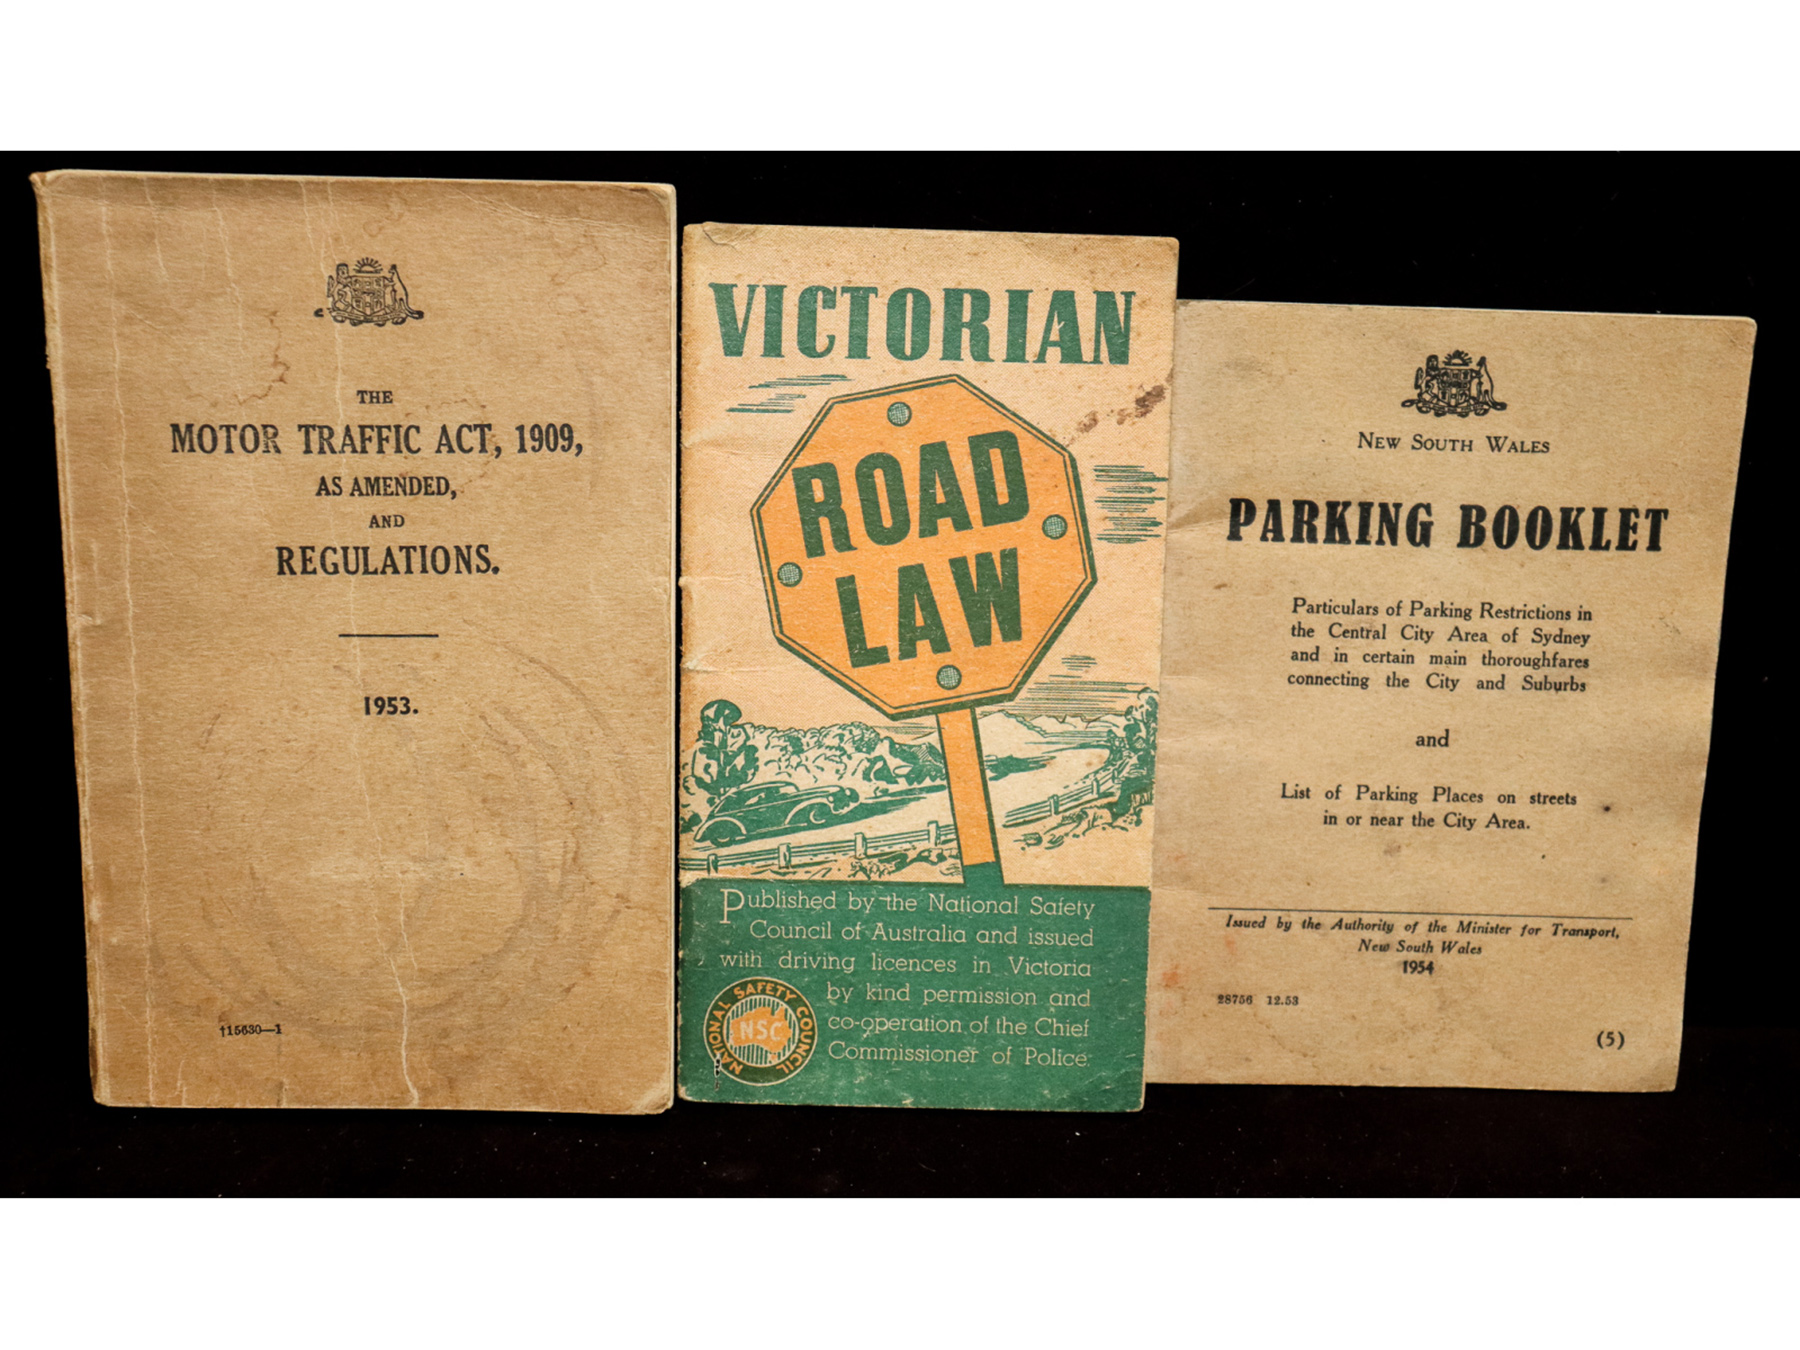 THE
MOTOR TRAFFIC ACT, 1909,
AS AMENDED,
AND
REGULATIONS.
1953.
†15630—1
VICTORIAN
ROAD
LAW
Published by the National Safety
Council of Australia and issued
with driving licences in Victoria
by kind permission and
co-operation of the Chief
Commissioner of Police.
NATIONAL SAFETY COUNCIL
NSC
NEW SOUTH WALES
PARKING BOOKLET
Particulars of Parking Restrictions in
the Central City Area of Sydney
and in certain main thoroughfares
connecting the City and Suburbs
and
List of Parking Places on streets
in or near the City Area.
Issued by the Authority of the Minister for Transport,
New South Wales
1954
28756 12.53
(5)